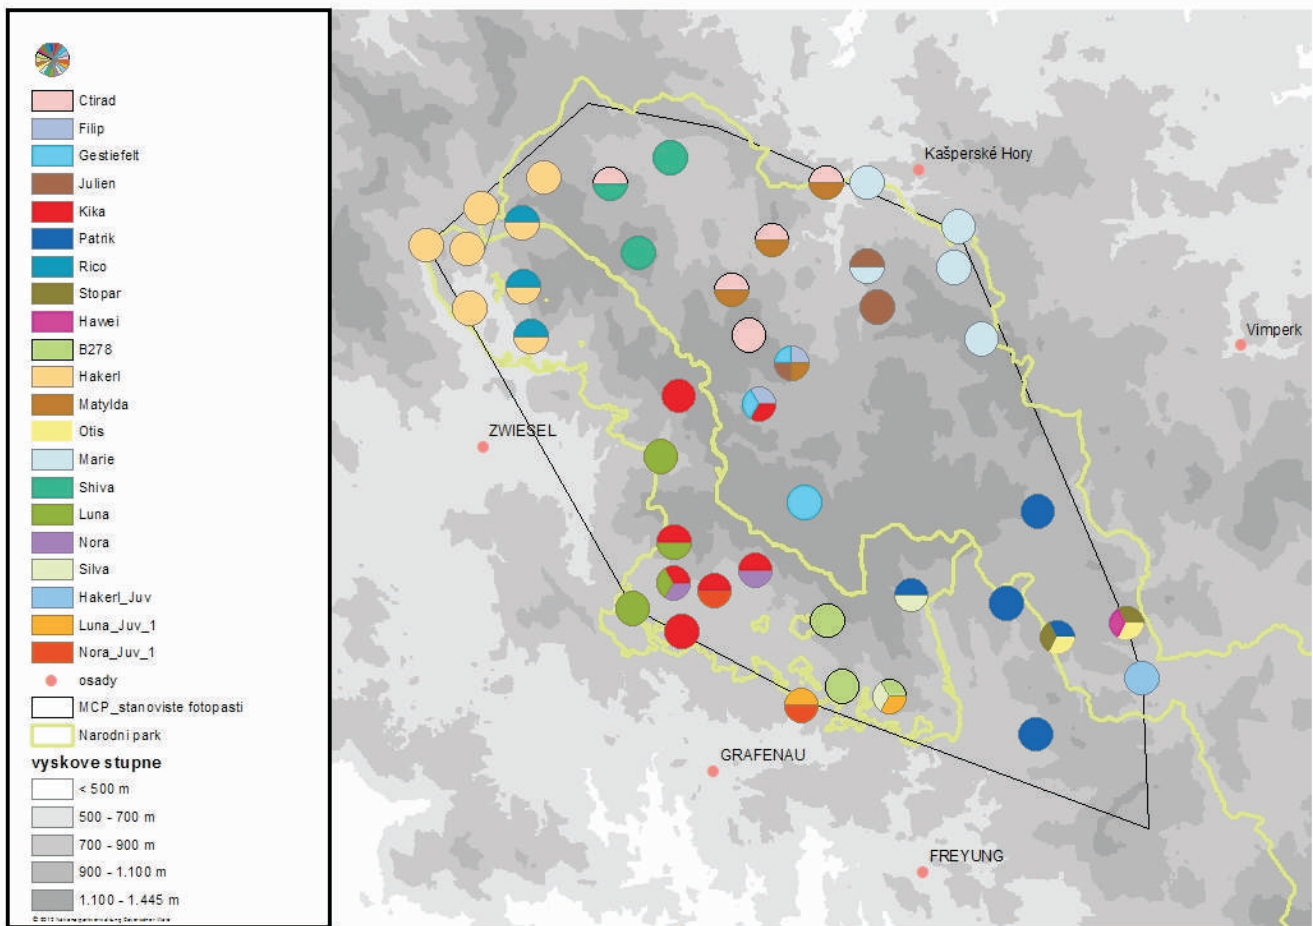 Ctirad
Filip
Gestiefelt
Julien
Kika
Patrik
Rico
Stopar
Hawei
B278
Hakerl
Matylda
Otis
Marie
Shiva
Luna
Nora
Silva
Hakerl_Juv
Luna_Juv_1
Nora_Juv_1
osady
MCP_stanoviste fotopasti
Narodni park
vyskove stupne
< 500 m
500 - 700 m
700 - 900 m
900 - 1.100 m
1.100 - 1.445 m
Kašperské Hory
Vimperk
ZWIESEL
GRAFENAU
FREYUNG